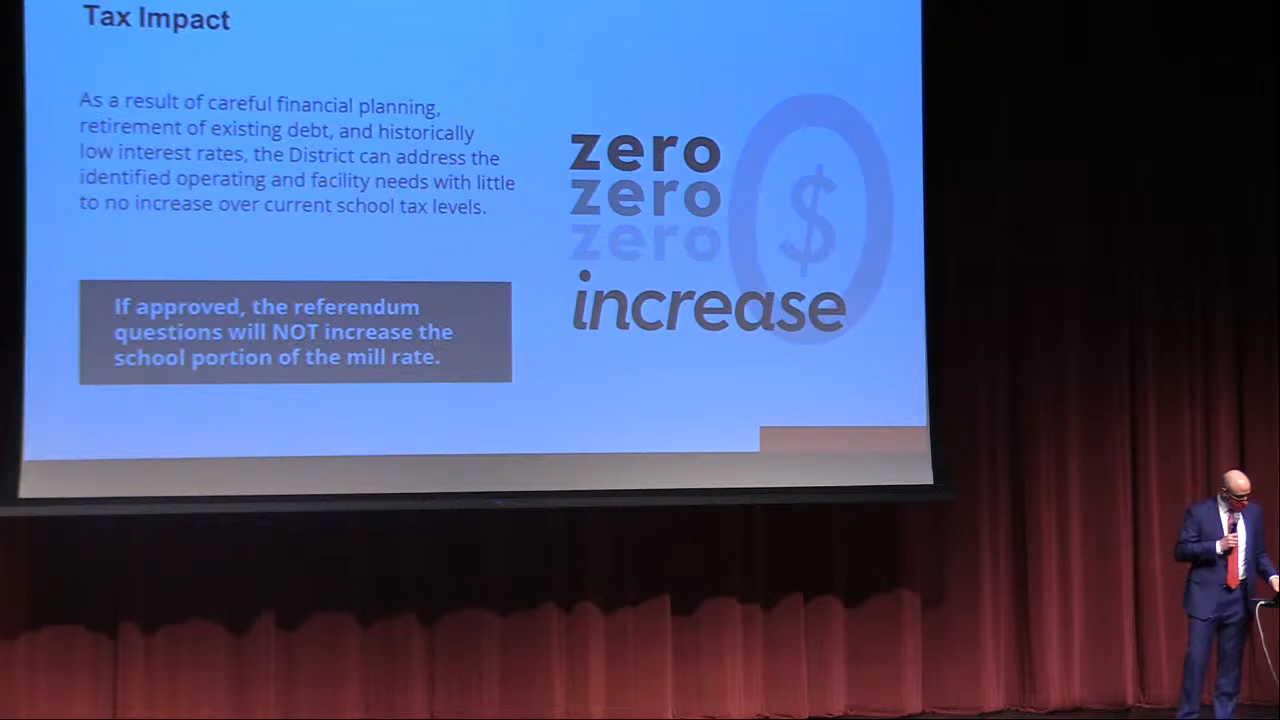 Tax Impact
As a result of careful financial planning,
retirement of existing debt, and historically
low interest rates, the District can address the
identified operating and facility needs with little
to no increase over current school tax levels.
If approved, the referendum
questions will NOT increase the
school portion of the mill rate.
zero
zero
zero
increase
$